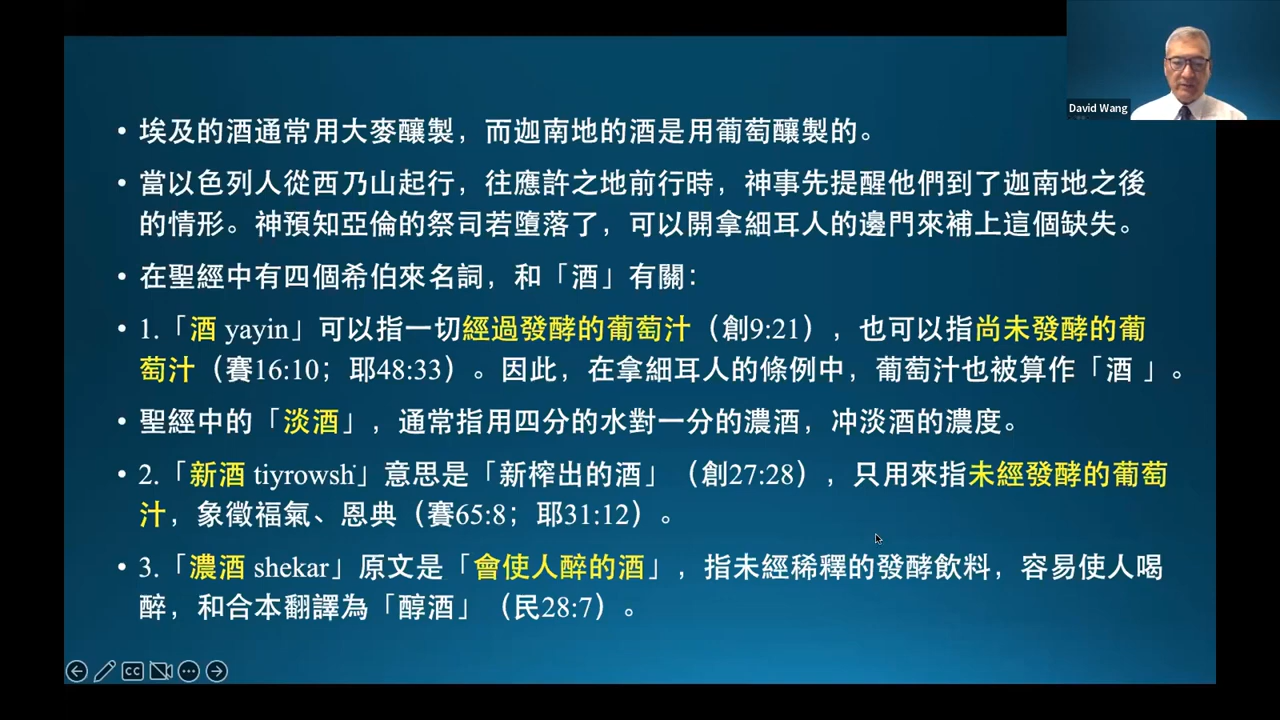 David Wang
• 埃及的酒通常用大麥釀製，而迦南地的酒是用葡萄釀製的。
• 當以色列人從西乃山起行，往應許之地前行時，神事先提醒他們到了迦南地之後
的情形。神預知亞倫的祭司若墮落了，可以開拿細耳人的邊門來補上這個缺失。
• 在聖經中有四個希伯來名詞，和「酒」有關：
• 1.「酒 yayin」可以指一切經過發酵的葡萄汁（創9:21），也可以指尚未發酵的葡
萄汁（賽16:10；耶48:33）。因此，在拿細耳人的條例中，葡萄汁也被算作「酒 」。
• 聖經中的「淡酒」，通常指用四分的水對一分的濃酒，冲淡酒的濃度。
• 2.「新酒 tiyrowsh」意思是「新榨出的酒」（創27:28），只用來指未經發酵的葡萄
汁，象徵福氣、恩典（賽65:8；耶31:12）。
• 3.「濃酒 shekar」原文是「會使人醉的酒」，指未經稀釋的發酵飲料，容易使人喝
醉，和合本翻譯為「醇酒」（民28:7）。
CC